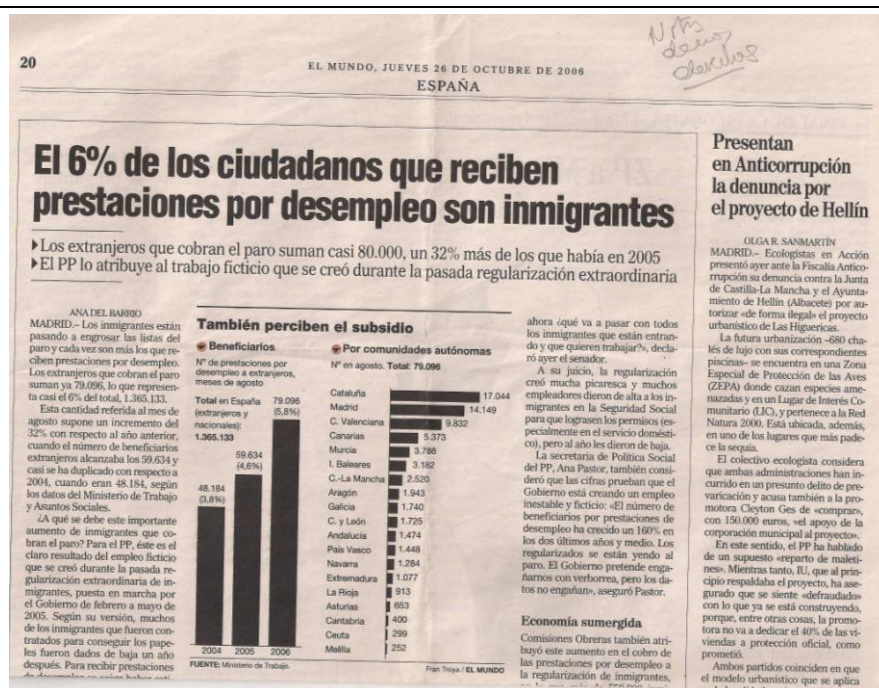 20
EL MUNDO, JUEVES 26 DE OCTUBRE DE 2006
ESPAÑA
El 6% de los ciudadanos que reciben
prestaciones por desempleo son inmigrantes
Los extranjeros que cobran el paro suman casi 80.000, un 32% más de los que había en 2005
El PP lo atribuye al trabajo ficticio que se creó durante la pasada regularización extraordinaria
ANA DEL BARRIO
MADRID.– Los inmigrantes están
pasando a engrosar las listas del
paro y cada vez son más los que re-
ciben prestaciones por desempleo.
Los extranjeros que cobran el paro
suman ya 79.096, lo que represen-
ta casi el 6% del total, 1.365.133.
Esta cantidad referida al mes de
agosto supone un incremento del
32% con respecto al año anterior,
cuando el número de beneficiarios
extranjeros alcanzaba los 59.634 y
casi se ha duplicado con respecto a
2004, cuando eran 48.184, según
los datos del Ministerio de Trabajo
y Asuntos Sociales.
¿A qué se debe este importante
aumento de inmigrantes que co-
bran el paro? Para el PP, éste es el
claro resultado del empleo ficticio
que se creó durante la pasada re-
gularización extraordinaria de in-
migrantes, puesta en marcha por
el Gobierno de febrero a mayo de
2005. Según su versión, muchos
de los inmigrantes que fueron con-
tratados para conseguir los pape-
les fueron dados de baja un año
después. Para recibir prestaciones
También perciben el subsidio
Beneficiarios
Nº de prestaciones por
desempleo a extranjeros,
meses de agosto
Total en España
(extranjeros y
nacionales):
1.365.133
79.096
(5,8%)
59.634
(4,6%)
48.184
(3,8%)
2004 2005 2006
FUENTE: Ministerio de Trabajo.
Por comunidades autónomas
Nº en agosto. Total: 79.096
Cataluña 17.044
Madrid 14.149
C. Valenciana 9.832
Canarias 5.373
Murcia 3.788
I. Baleares 3.182
C.-La Mancha 2.520
Aragón 1.943
Galicia 1.740
C. y León 1.725
Andalucía 1.474
País Vasco 1.448
Navarra 1.284
Extremadura 1.077
La Rioja 913
Asturias 653
Cantabria 400
Ceuta 299
Melilla 252
Fran Troya / EL MUNDO
ahora ¿qué va a pasar con todos
los inmigrantes que están entran-
do y que quieren trabajar?», decla-
ró ayer el senador.
A su juicio, la regularización
creó mucha picaresca y muchos
empleadores dieron de alta a los in-
migrantes en la Seguridad Social
para que lograsen los permisos (es-
pecialmente en el servicio domésti-
co), pero al año les dieron de baja.
La secretaria de Política Social
del PP, Ana Pastor, también consi-
deró que las cifras prueban que el
Gobierno está creando un empleo
inestable y ficticio: «El número de
beneficiarios por prestaciones de
desempleo ha crecido un 160% en
los dos últimos años y medio. Los
regularizados se están yendo al
paro. El Gobierno pretende enga-
ñarnos con verborrea, pero los da-
tos no engañan», aseguró Pastor.
Economía sumergida
Comisiones Obreras también atri-
buyó este aumento en el cobro de
las prestaciones por desempleo a
la regularización de inmigrantes,
Presentan
en Anticorrupción
la denuncia por
el proyecto de Hellín
OLGA R. SANMARTÍN
MADRID.– Ecologistas en Acción
presentó ayer ante la Fiscalía Antico-
rrupción su denuncia contra la Junta
de Castilla-La Mancha y el Ayunta-
miento de Hellín (Albacete) por au-
torizar «de forma ilegal» el proyecto
urbanístico de Las Higuericas.
La futura urbanización –680 cha-
lés de lujo con sus correspondientes
piscinas– se encuentra en una Zona
Especial de Protección de las Aves
(ZEPA) donde cazan especies ame-
nazadas y en un Lugar de Interés Co-
munitario (LIC), y pertenece a la Red
Natura 2000. Está ubicada, además,
en uno de los lugares que más pade-
ce la sequía.
El colectivo ecologista considera
que ambas administraciones han in-
currido en un presunto delito de pre-
varicación y acusa también a la pro-
motora Cleyton Ges de «comprar»,
con 150.000 euros, «el apoyo de la
corporación municipal al proyecto».
En este sentido, el PP ha hablado
de un supuesto «reparto de maleti-
nes». Mientras tanto, IU, que al prin-
cipio respaldaba el proyecto, ha ase-
gurado que se siente «defraudado»
con lo que ya se está construyendo,
porque, entre otras cosas, la promo-
tora no va a dedicar el 40% de las vi-
viendas a protección oficial, como
prometió.
Ambos partidos coinciden en que
el modelo urbanístico que se aplica